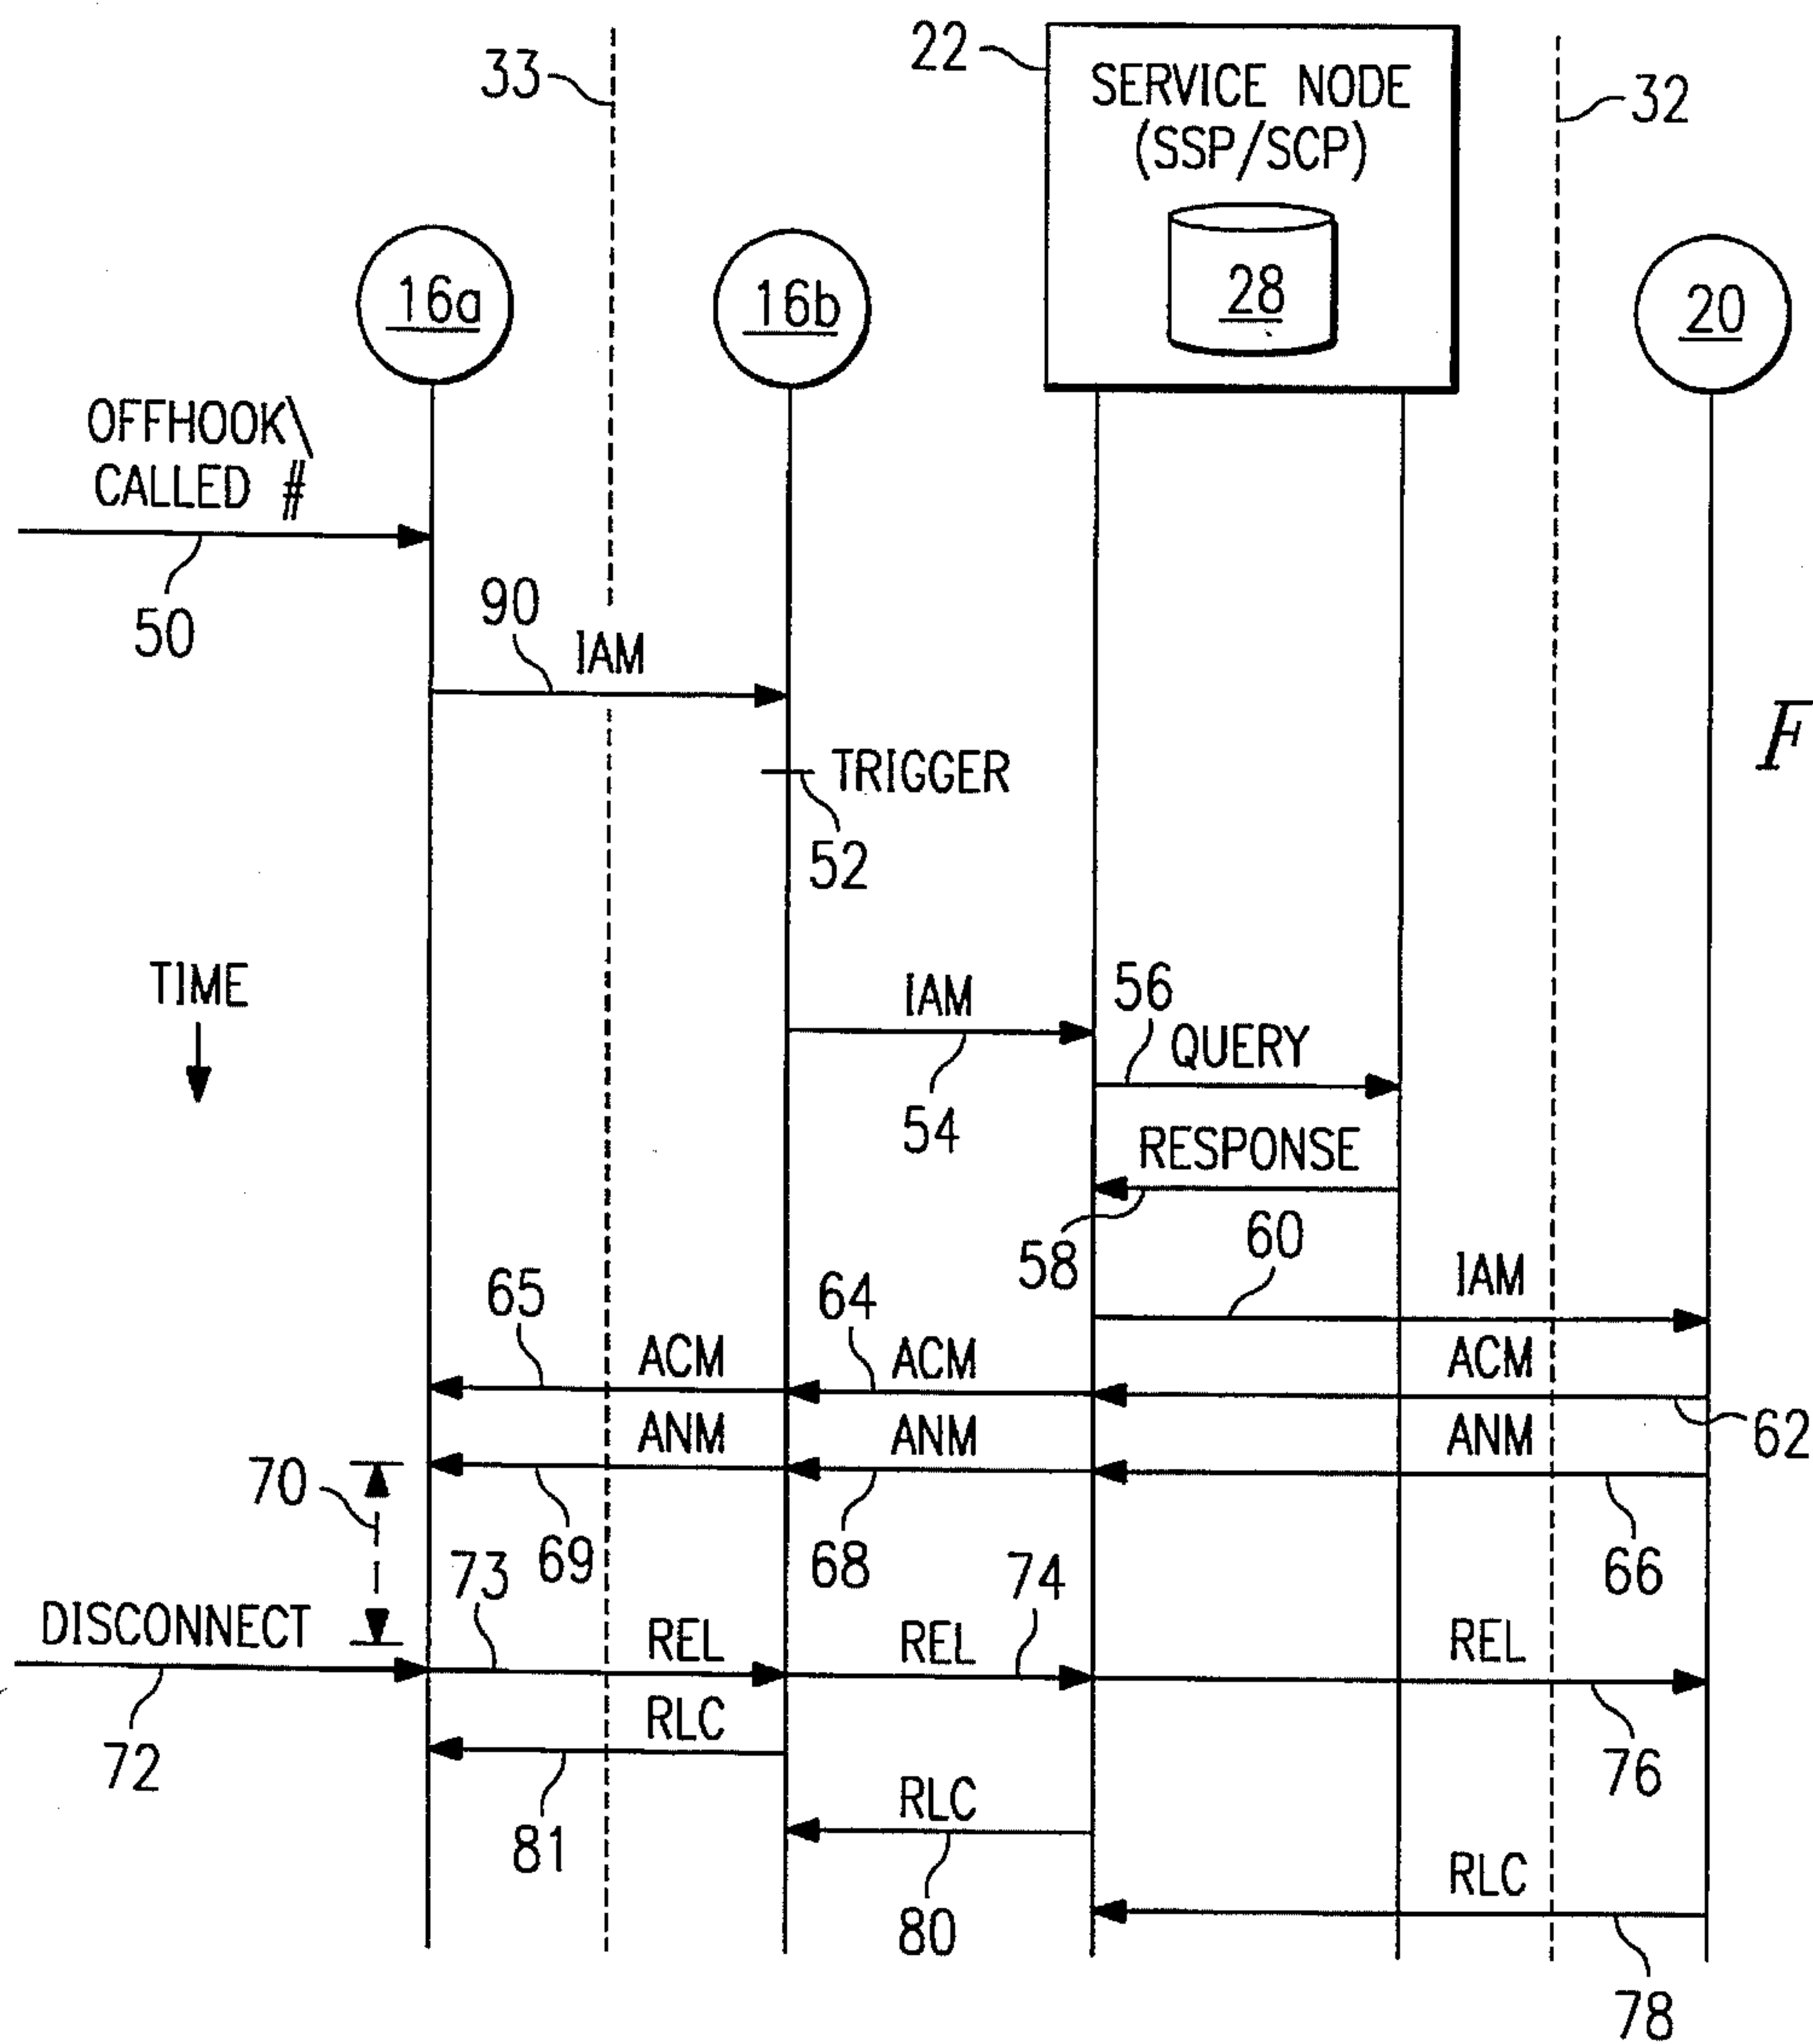 33
22
SERVICE NODE
(SSP/SCP)
28
32
16a
16b
20
OFFHOOK\
CALLED #
50
90
IAM
F
TRIGGER
52
TIME
IAM
56
QUERY
54
RESPONSE
58
60
IAM
65
64
ACM
ACM
ACM
62
70
ANM
ANM
ANM
69
68
66
73
74
DISCONNECT
REL
REL
REL
72
RLC
76
81
RLC
80
RLC
78